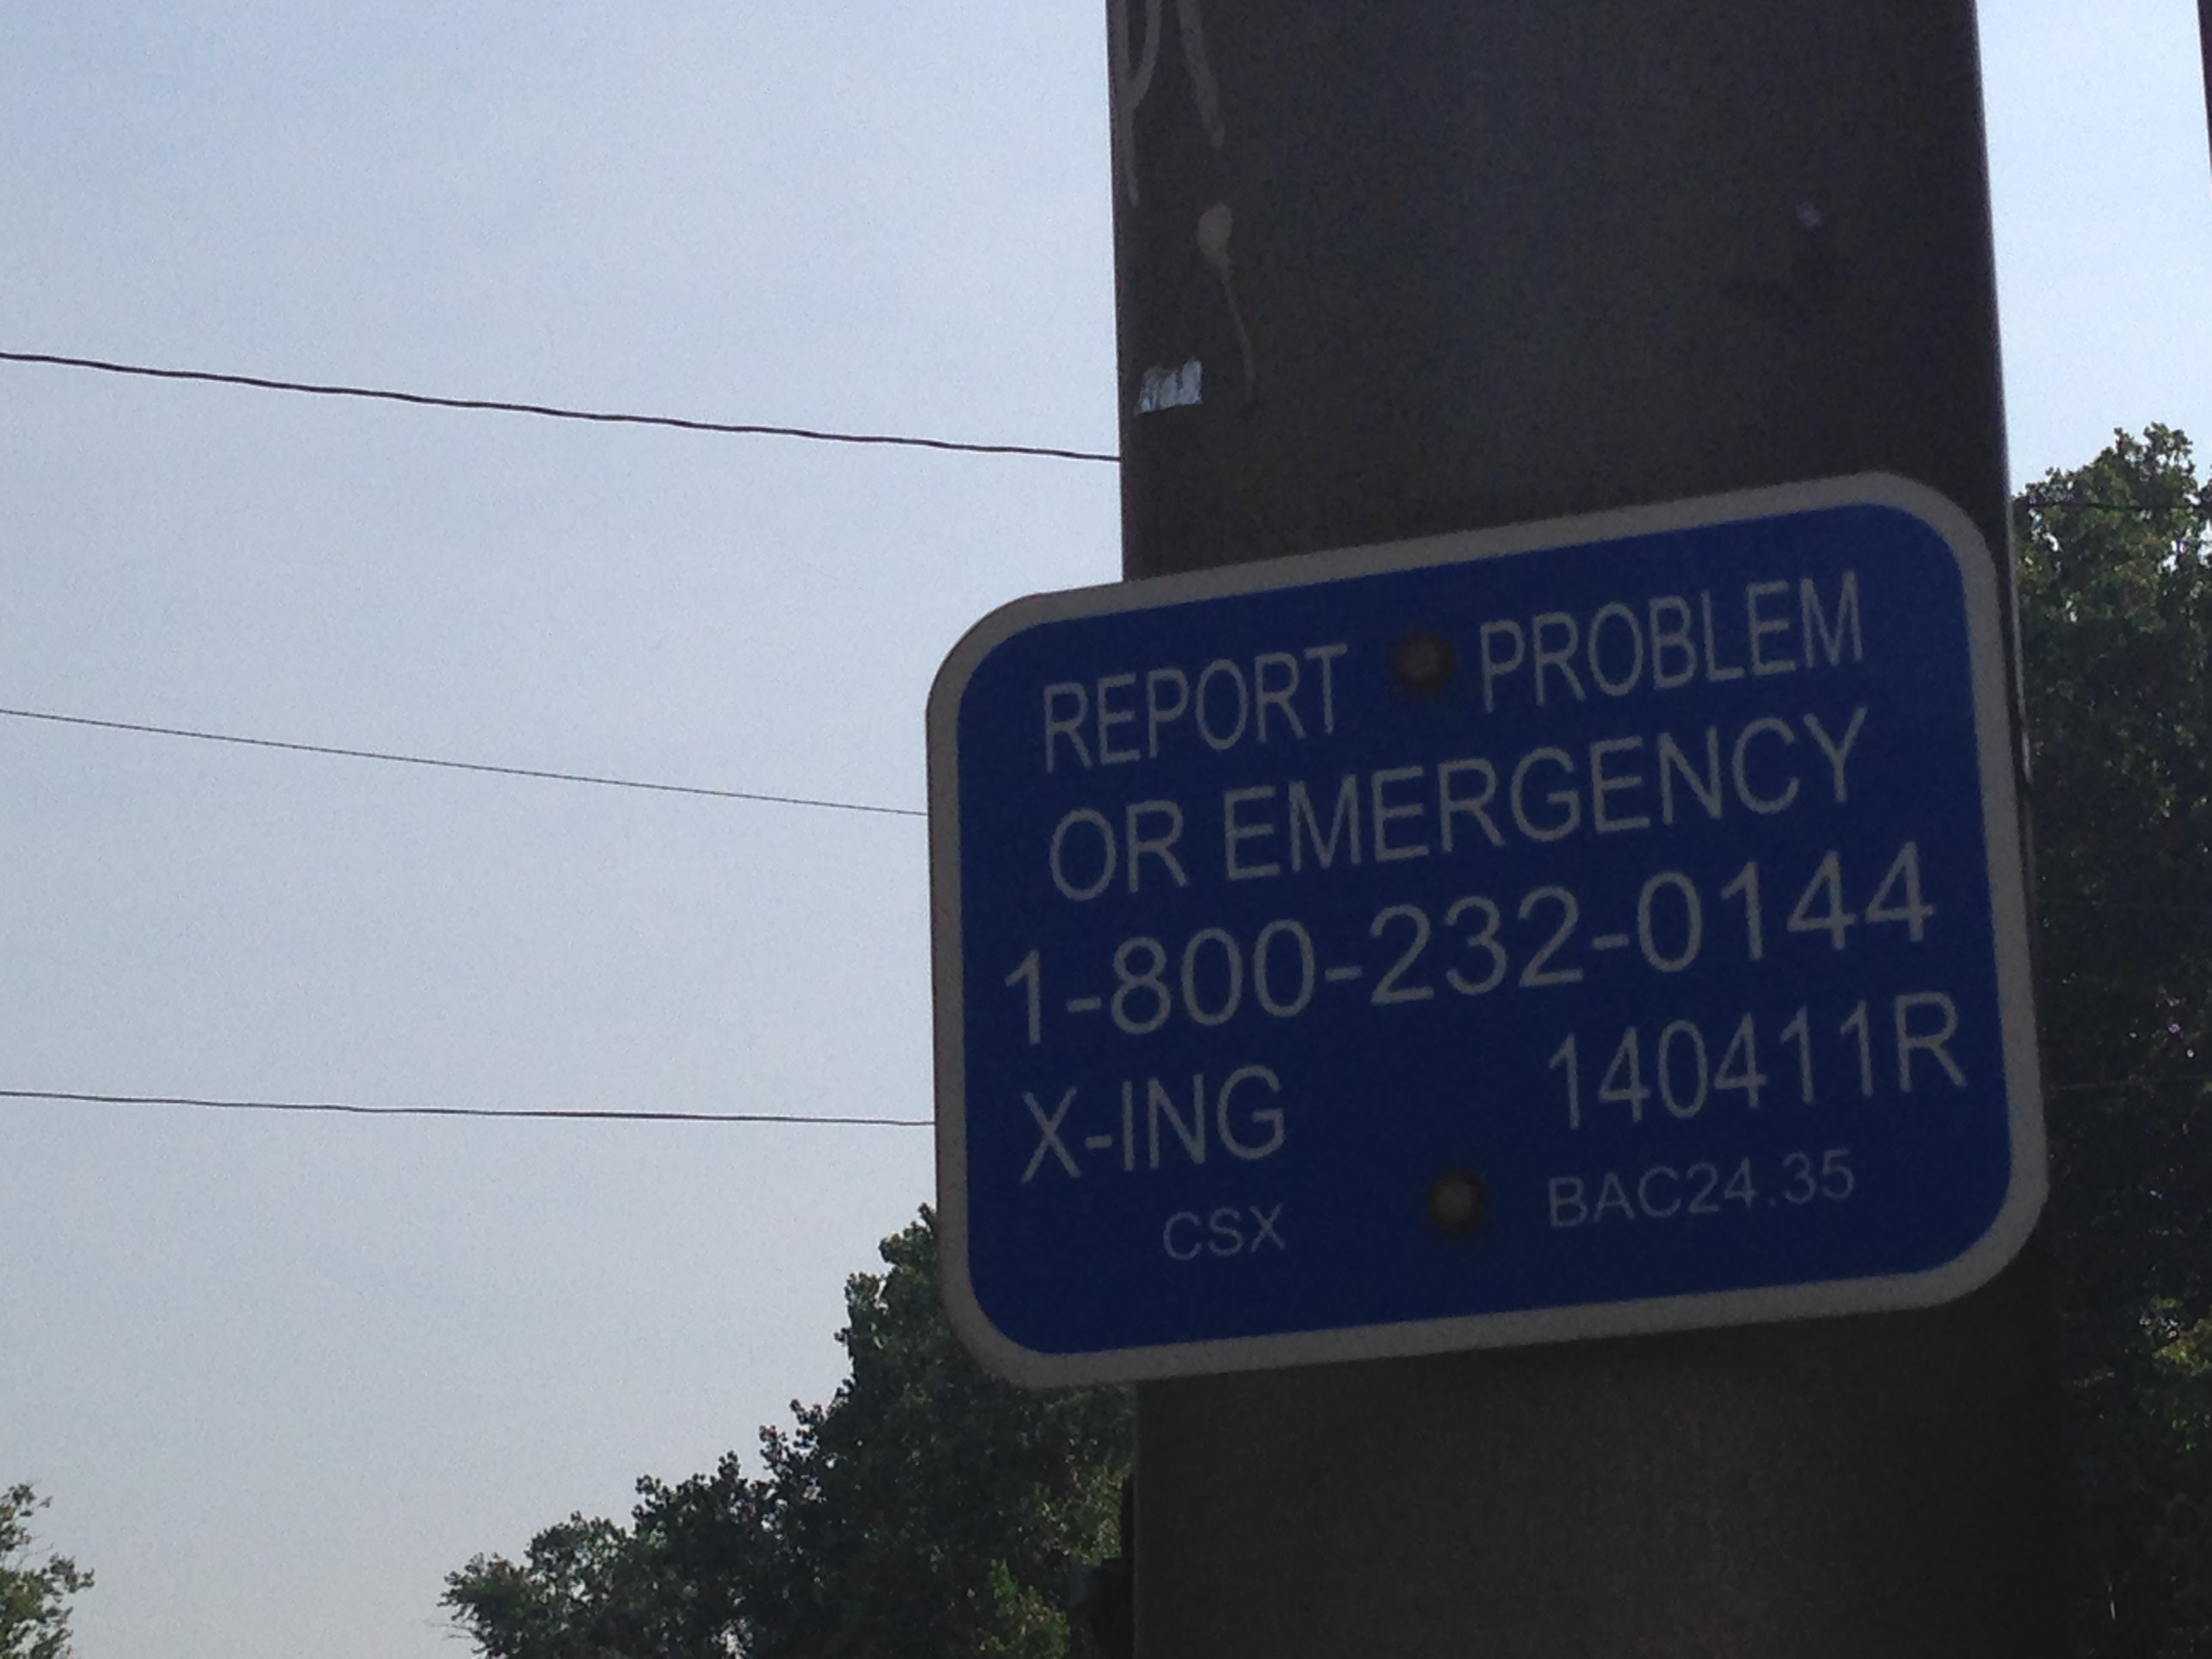 REPORT PROBLEM
OR EMERGENCY
1-800-232-0144
X-ING 140411R
CSX BAC24.35